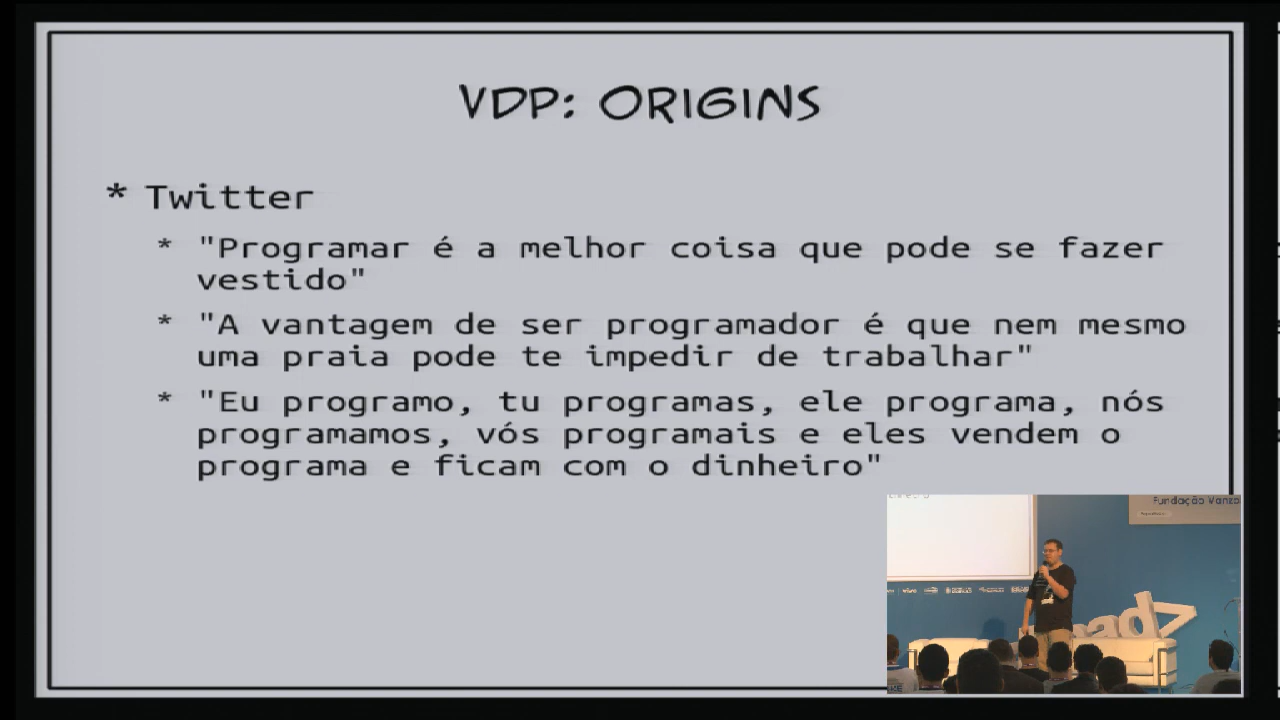 VDP: ORIGINS
* Twitter
* "Programar é a melhor coisa que pode se fazer
vestido"
* "A vantagem de ser programador é que nem mesmo
uma praia pode te impedir de trabalhar"
* "Eu programo, tu programas, ele programa, nós
programamos, vós programais e eles vendem o
programa e ficam com o dinheiro"
Fundação Vanzo